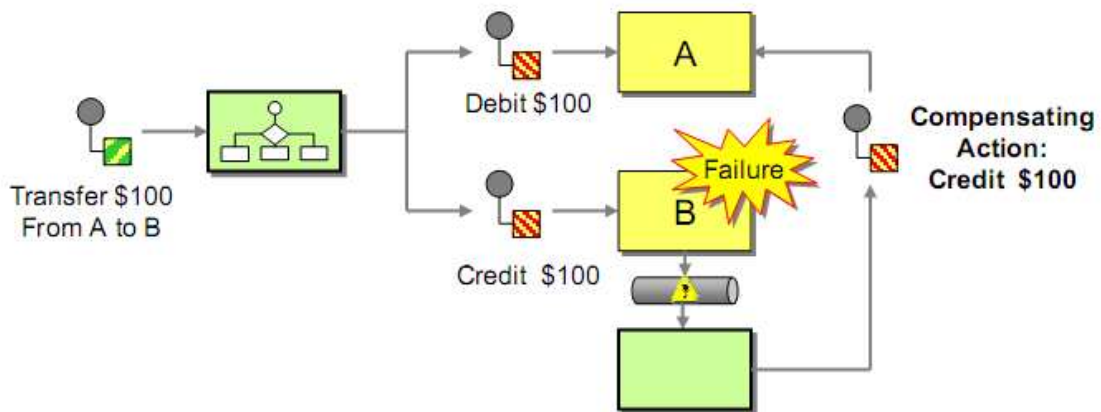 Transfer $100
From A to B
Debit $100
A
Credit $100
B
Failure
Compensating
Action:
Credit $100